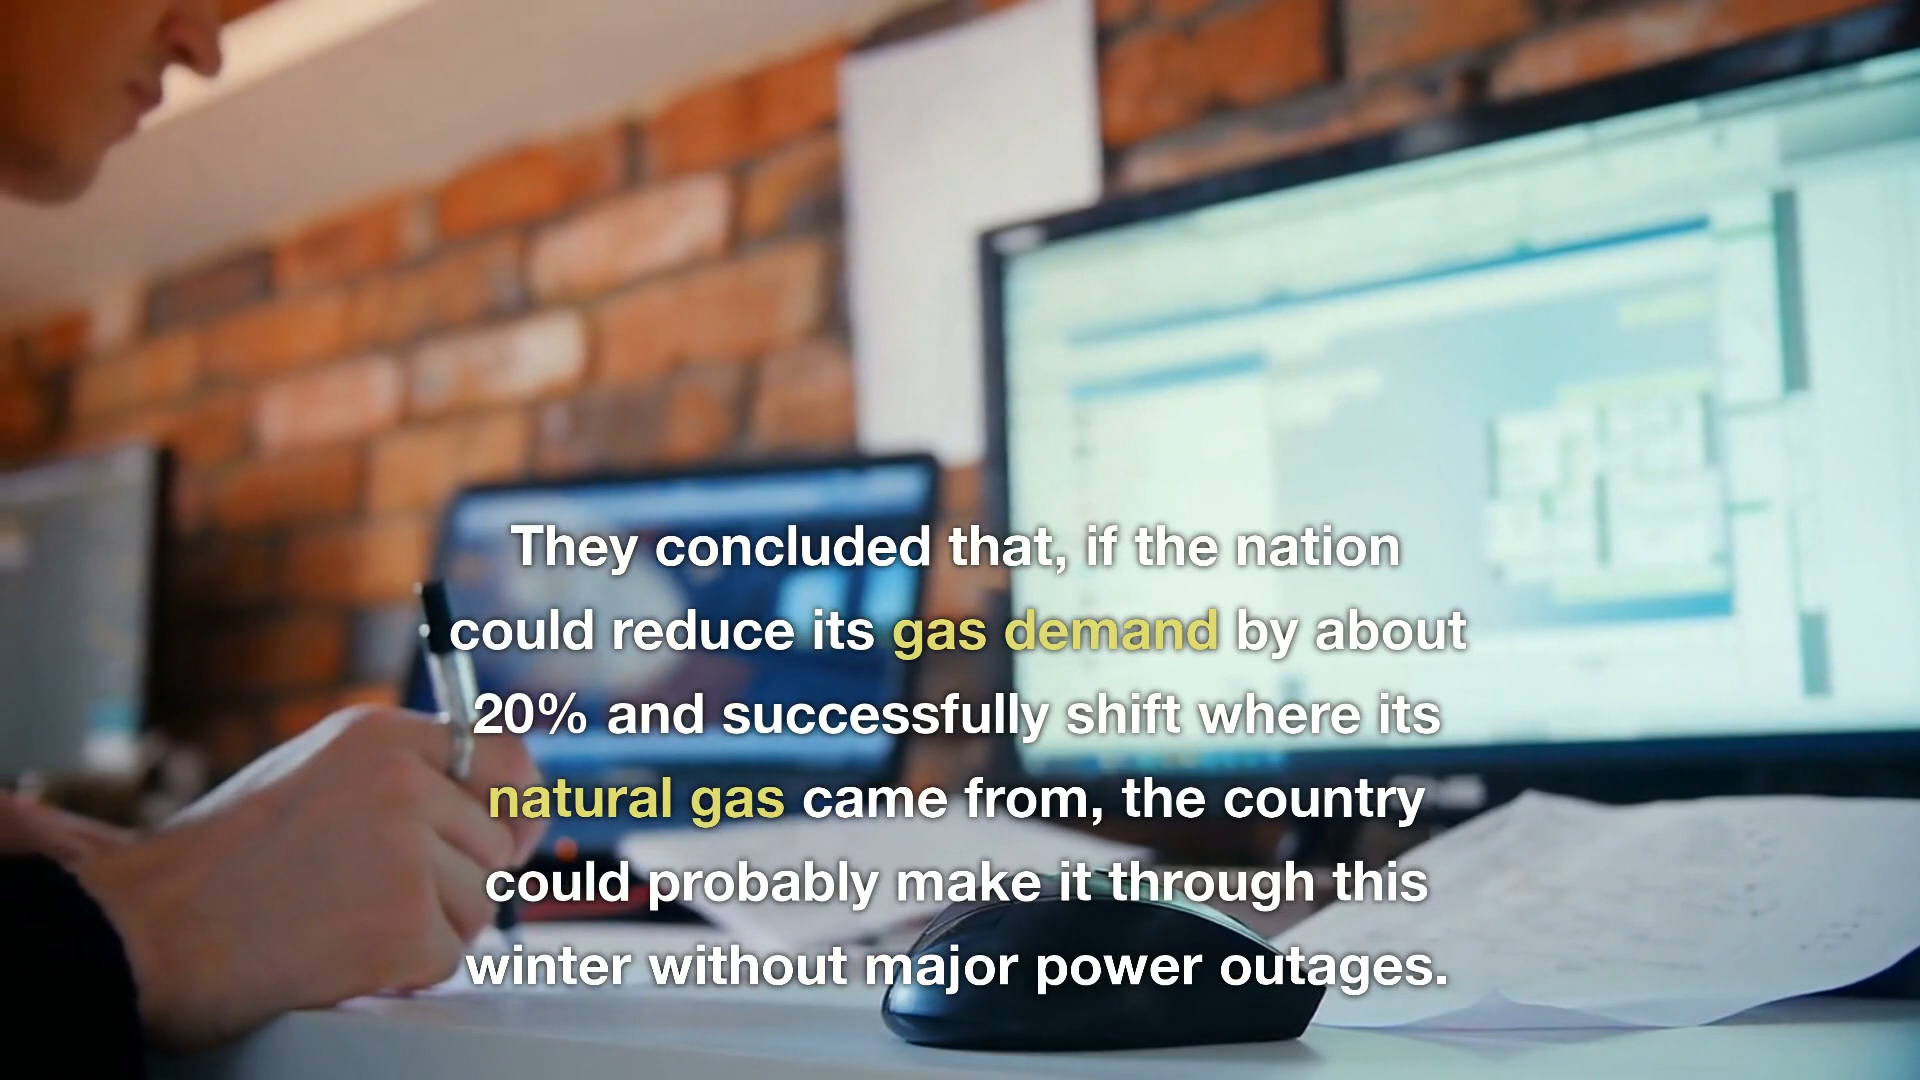 They concluded that, if the nation
could reduce its gas demand by about
20% and successfully shift where its
natural gas came from, the country
could probably make it through this
winter without major power outages.